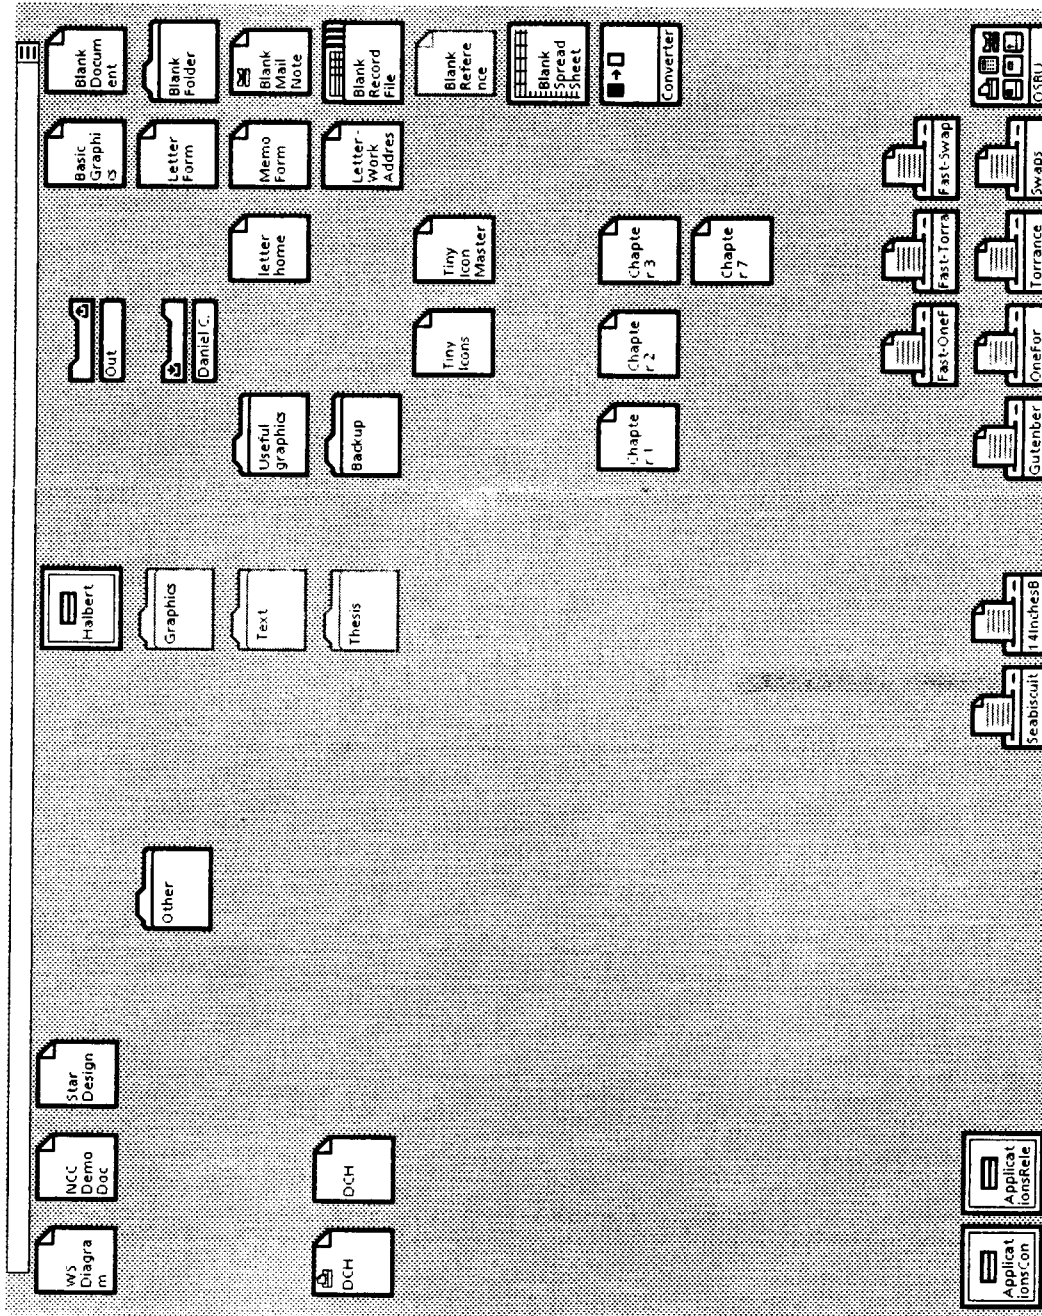 WS
Diagra
m
NCC
Demo
Doc
Star
Design
Halbert
Out
Basic
Graphi
cs
Blank
Docum
ent
Other
Graphics
Daniel C.
Letter
Form
Blank
Folder
Text
Useful
graphics
letter
home
Memo
Form
Blank
Mail
Note
DCH
DCH
Thesis
Backup
Letter -
Work
Addres
Blank
Record
File
Tiny
Icons
Tiny
Icon
Master
Blank
Refere
nce
Blank
Spread
Sheet
Chapte
r 1
Chapte
r 2
Chapte
r 3
Converter
Chapte
r 7
Fast-OneF
Fast-Torra
Fast-Swap
Applicat
ionsCon
Applicat
ionsRele
Seabiscuit
14InchesB
Gutenber
OneFor
Torrance
Swaps
OSBU